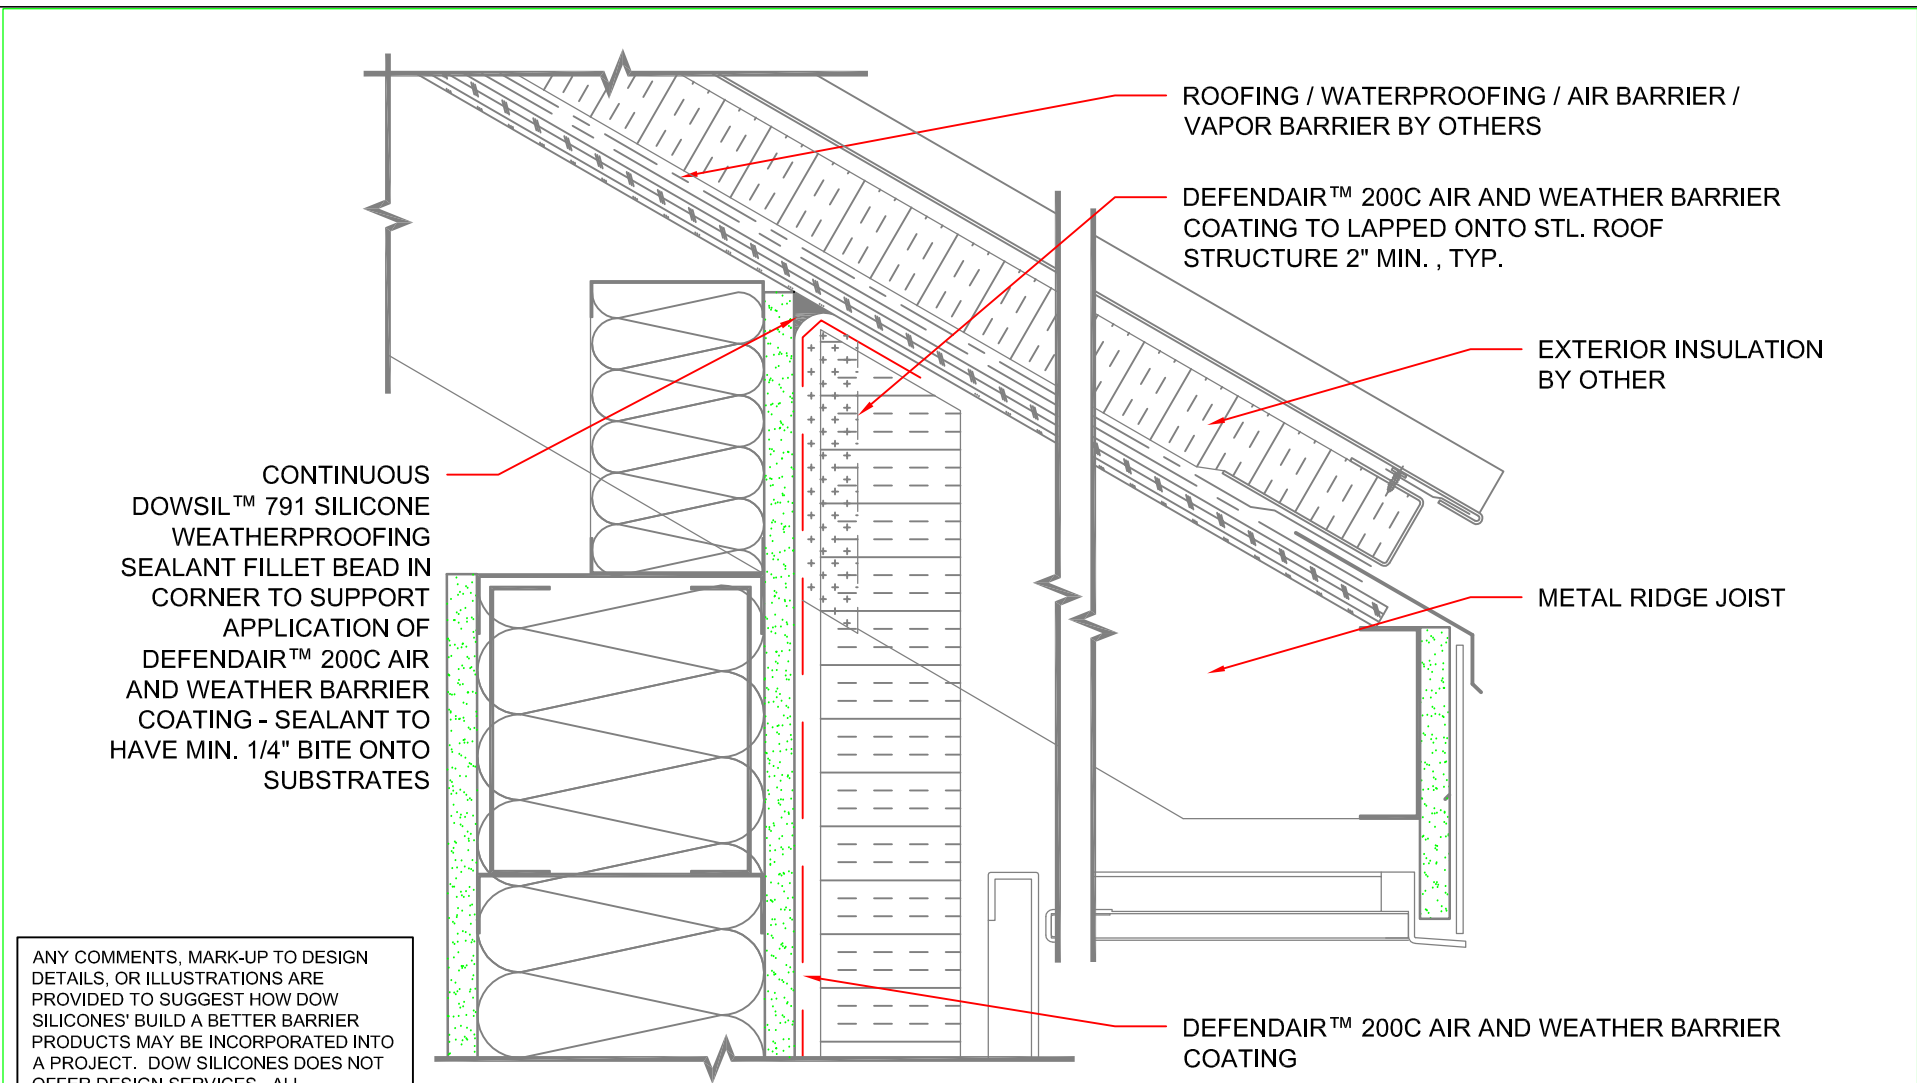 ROOFING / WATERPROOFING / AIR BARRIER /
VAPOR BARRIER BY OTHERS
DEFENDAIR™ 200C AIR AND WEATHER BARRIER
COATING TO LAPPED ONTO STL. ROOF
STRUCTURE 2" MIN. , TYP.
EXTERIOR INSULATION
BY OTHER
CONTINUOUS
DOWSIL™ 791 SILICONE
WEATHERPROOFING
SEALANT FILLET BEAD IN
CORNER TO SUPPORT
APPLICATION OF
DEFENDAIR™ 200C AIR
AND WEATHER BARRIER
COATING - SEALANT TO
HAVE MIN. 1/4" BITE ONTO
SUBSTRATES
METAL RIDGE JOIST
ANY COMMENTS, MARK-UP TO DESIGN
DETAILS, OR ILLUSTRATIONS ARE
PROVIDED TO SUGGEST HOW DOW
SILICONES' BUILD A BETTER BARRIER
PRODUCTS MAY BE INCORPORATED INTO
A PROJECT. DOW SILICONES DOES NOT
OFFER DESIGN SERVICES. ALL
DEFENDAIR™ 200C AIR AND WEATHER BARRIER
COATING